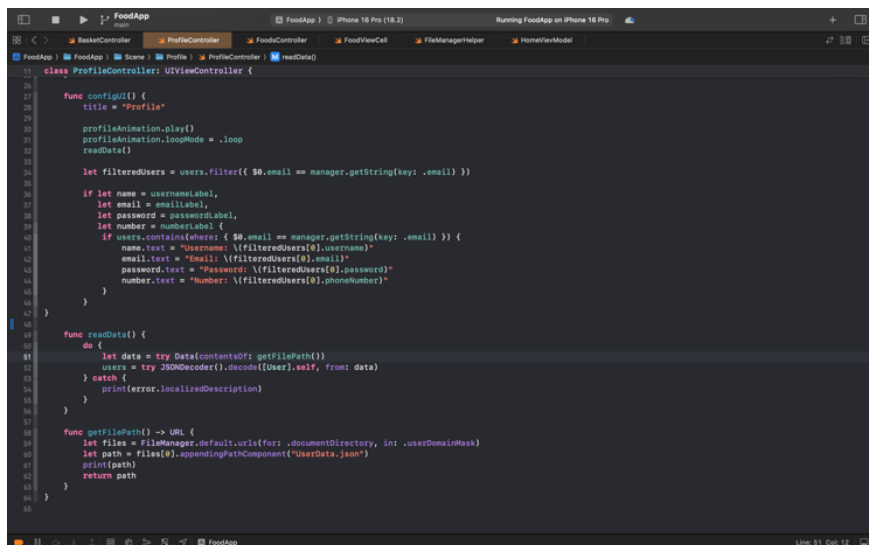 FoodApp
main
FoodApp ⟩ iPhone 16 Pro (18.2)
Running FoodApp on iPhone 16 Pro
BasketController
ProfileController
FoodsController
FoodViewCell
FileManagerHelper
HomeVievModel
FoodApp ⟩ FoodApp ⟩ Scene ⟩ Profile ⟩ ProfileController ⟩ M readData()
11 class ProfileController: UIViewController {
26
27 func configUI() {
28 title = "Profile"
29
30 profileAnimation.play()
31 profileAnimation.loopMode = .loop
32 readData()
33
34 let filteredUsers = users.filter({ $0.email == manager.getString(key: .email) })
35
36 if let name = usernameLabel,
37 let email = emailLabel,
38 let password = passwordLabel,
39 let number = numberLabel {
40 if users.contains(where: { $0.email == manager.getString(key: .email) }) {
41 name.text = "Username: \(filteredUsers[0].username)"
42 email.text = "Email: \(filteredUsers[0].email)"
43 password.text = "Password: \(filteredUsers[0].password)"
44 number.text = "Number: \(filteredUsers[0].phoneNumber)"
45 }
46 }
47 }
48
49 func readData() {
50 do {
51 let data = try Data(contentsOf: getFilePath())
52 users = try JSONDecoder().decode([User].self, from: data)
53 } catch {
54 print(error.localizedDescription)
55 }
56 }
57
58 func getFilePath() -> URL {
59 let files = FileManager.default.urls(for: .documentDirectory, in: .userDomainMask)
60 let path = files[0].appendingPathComponent("UserData.json")
61 print(path)
62 return path
63 }
64 }
65
FoodApp
Line: 51 Col: 12